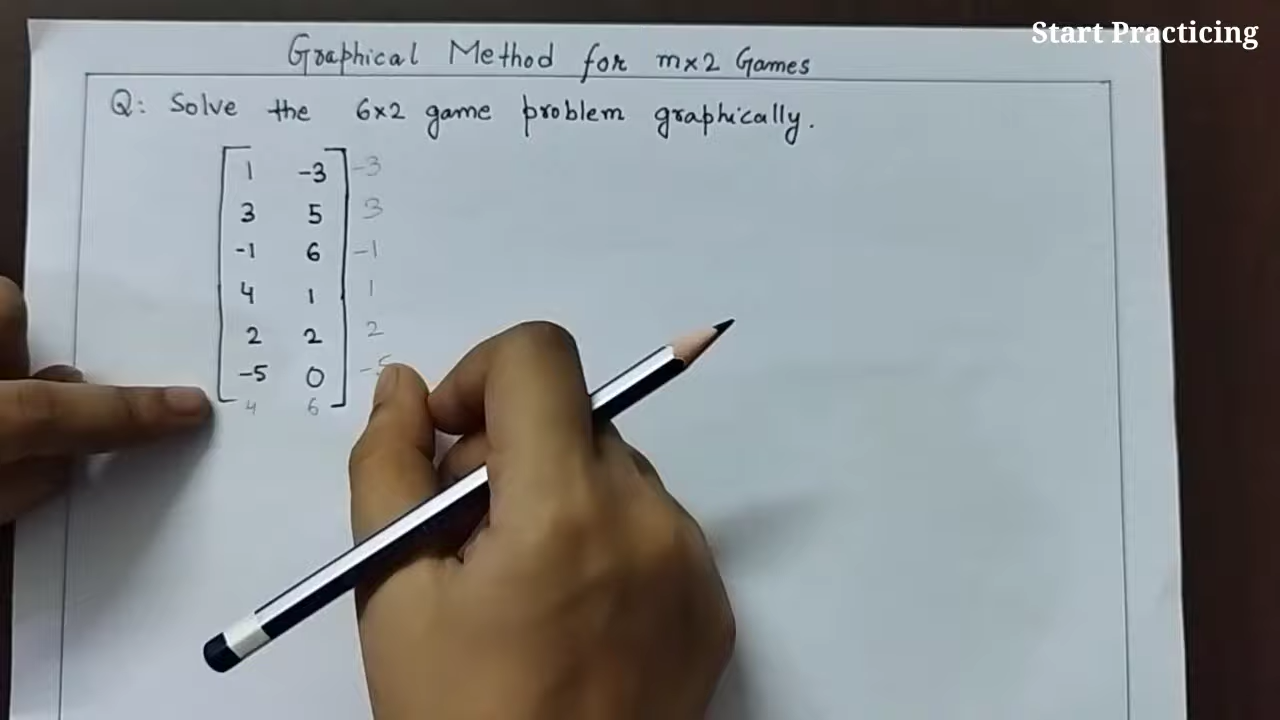 Start Practicing
Graphical Method for m×2 Games
Q: Solve the 6×2 game problem graphically.
1 -3 -3
3 5 3
-1 6 -1
4 1 1
2 2 2
-5 0 -5
4 6